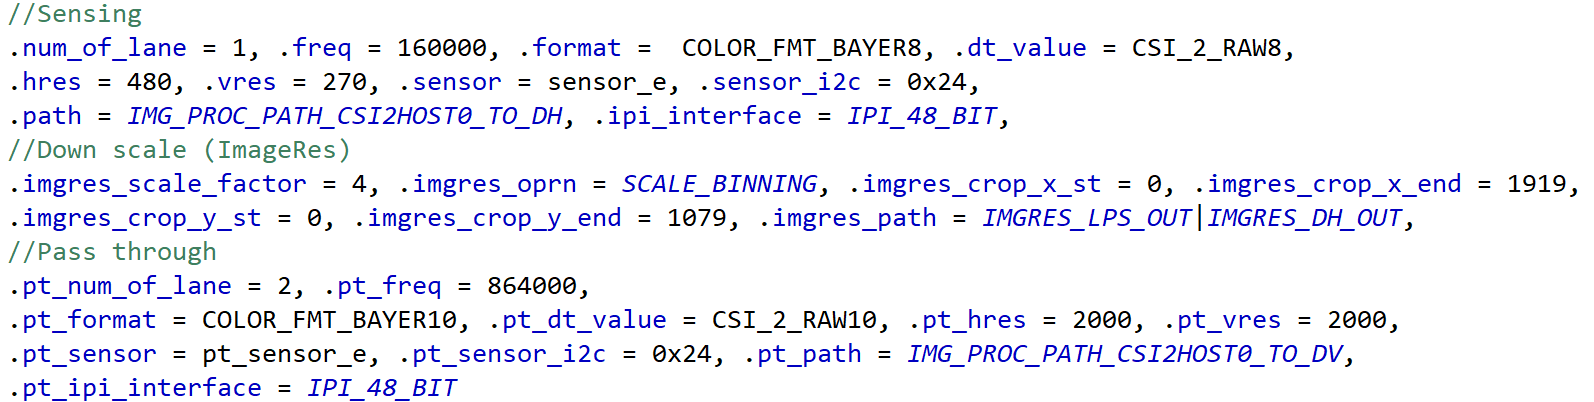 //Sensing
.num_of_lane = 1, .freq = 160000, .format =  COLOR_FMT_BAYER8, .dt_value = CSI_2_RAW8,
.hres = 480, .vres = 270, .sensor = sensor_e, .sensor_i2c = 0x24,
.path = IMG_PROC_PATH_CSI2HOST0_TO_DH, .ipi_interface = IPI_48_BIT,
//Down scale (ImageRes)
.imgres_scale_factor = 4, .imgres_oprn = SCALE_BINNING, .imgres_crop_x_st = 0, .imgres_crop_x_end = 1919,
.imgres_crop_y_st = 0, .imgres_crop_y_end = 1079, .imgres_path = IMGRES_LPS_OUT|IMGRES_DH_OUT,
//Pass through
.pt_num_of_lane = 2, .pt_freq = 864000,
.pt_format = COLOR_FMT_BAYER10, .pt_dt_value = CSI_2_RAW10, .pt_hres = 2000, .pt_vres = 2000,
.pt_sensor = pt_sensor_e, .pt_sensor_i2c = 0x24, .pt_path = IMG_PROC_PATH_CSI2HOST0_TO_DV,
.pt_ipi_interface = IPI_48_BIT